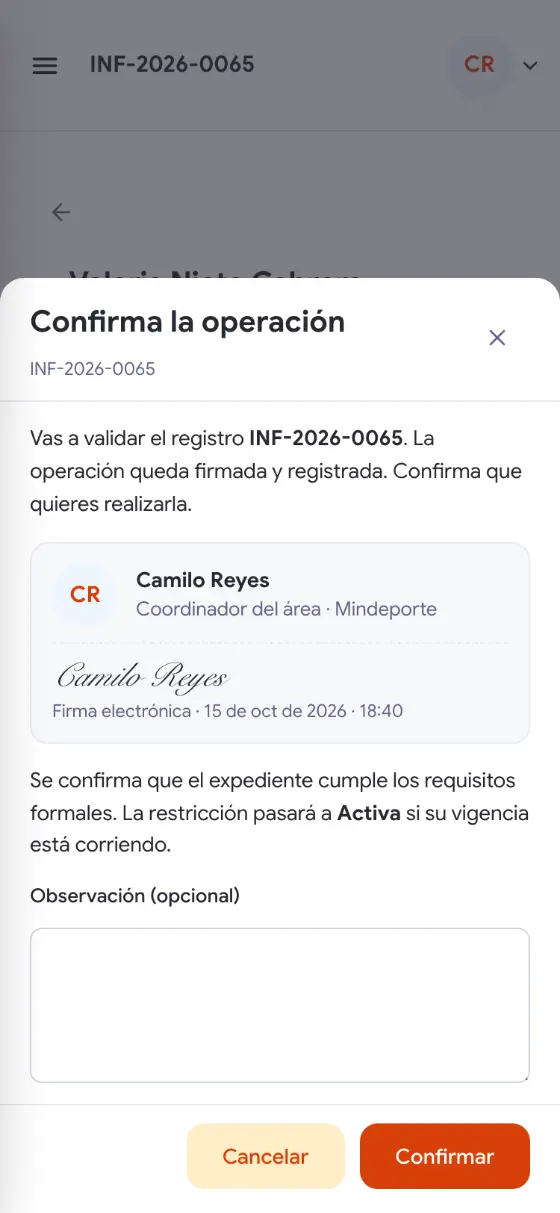 INF-2026-0065
CR
Valerio Nieto Cabrera
Confirma la operación
INF-2026-0065
Vas a validar el registro INF-2026-0065. La
operación queda firmada y registrada. Confirma que
quieres realizarla.
CR
Camilo Reyes
Coordinador del área · Mindeporte
Camilo Reyes
Firma electrónica · 15 de oct de 2026 · 18:40
Se confirma que el expediente cumple los requisitos
formales. La restricción pasará a Activa si su vigencia
está corriendo.
Observación (opcional)
Cancelar
Confirmar